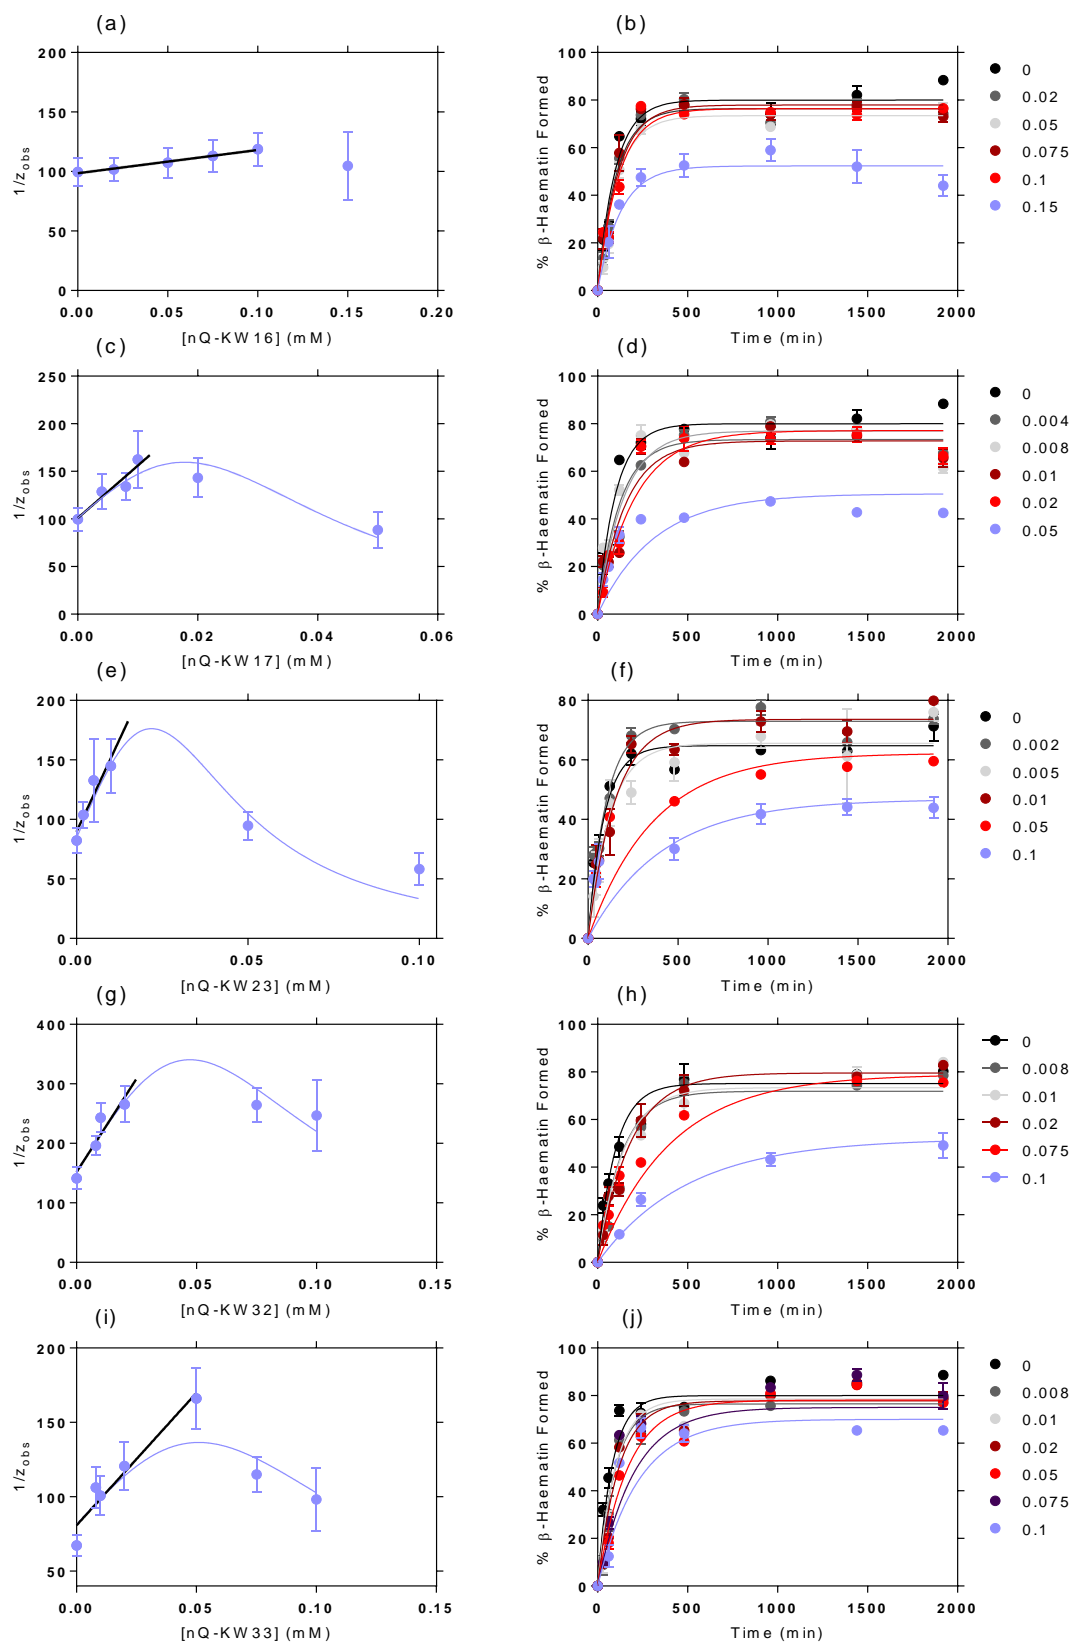 (a)
200
150
100
50
0
0.00 0.05 0.10 0.15 0.20
1/zobs
[nQ-KW16] (mM)
(b)
100
80
60
40
20
0
0 500 1000 1500 2000
% β-Haematin Formed
Time (min)
0
0.02
0.05
0.075
0.1
0.15
(c)
250
200
150
100
50
0
0.00 0.02 0.04 0.06
1/zobs
[nQ-KW17] (mM)
(d)
100
80
60
40
20
0
0 500 1000 1500 2000
% β-Haematin Formed
Time (min)
0
0.004
0.008
0.01
0.02
0.05
(e)
200
150
100
50
0
0.00 0.05 0.10
1/zobs
[nQ-KW23] (mM)
(f)
80
60
40
20
0
0 500 1000 1500 2000
% β-Haematin Formed
Time (min)
0
0.002
0.005
0.01
0.05
0.1
(g)
400
300
200
100
0
0.00 0.05 0.10 0.15
1/zobs
[nQ-KW32] (mM)
(h)
100
80
60
40
20
0
0 500 1000 1500 2000
% β-Haematin Formed
Time (min)
0
0.008
0.01
0.02
0.075
0.1
(i)
200
150
100
50
0.00 0.05 0.10 0.15
1/zobs
[nQ-KW33] (mM)
(j)
100
80
60
40
20
0
0 500 1000 1500 2000
% β-Haematin Formed
Time (min)
0
0.008
0.01
0.02
0.05
0.075
0.1